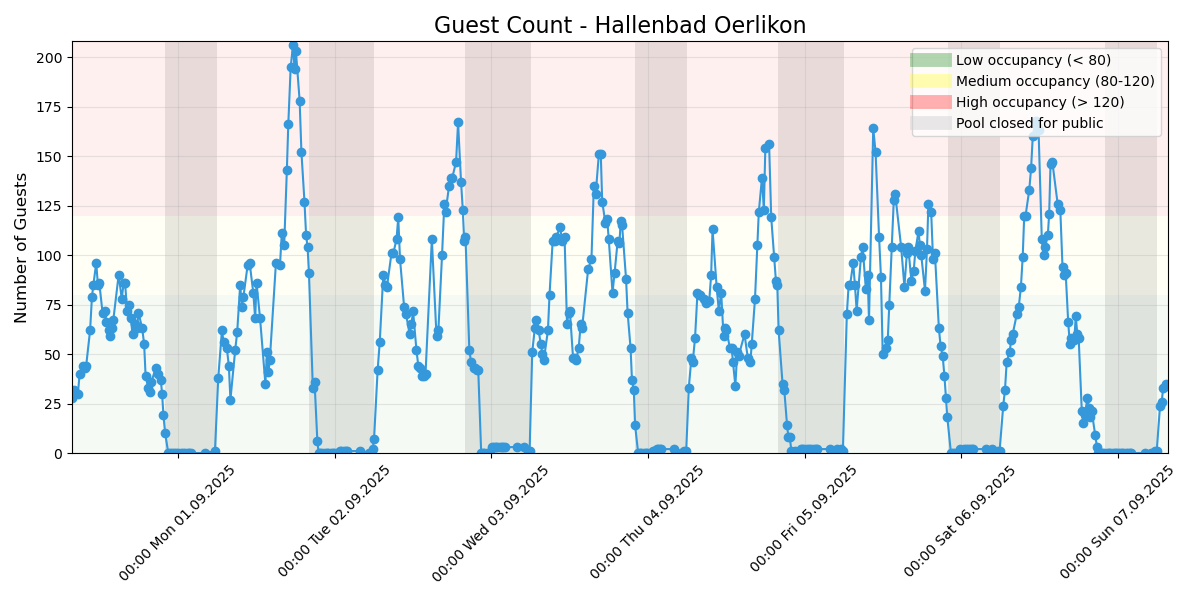 Guest Count - Hallenbad Oerlikon
Number of Guests
200
175
150
125
100
75
50
25
0
Low occupancy (< 80)
Medium occupancy (80-120)
High occupancy (> 120)
Pool closed for public
00:00 Mon 01.09.2025
00:00 Tue 02.09.2025
00:00 Wed 03.09.2025
00:00 Thu 04.09.2025
00:00 Fri 05.09.2025
00:00 Sat 06.09.2025
00:00 Sun 07.09.2025